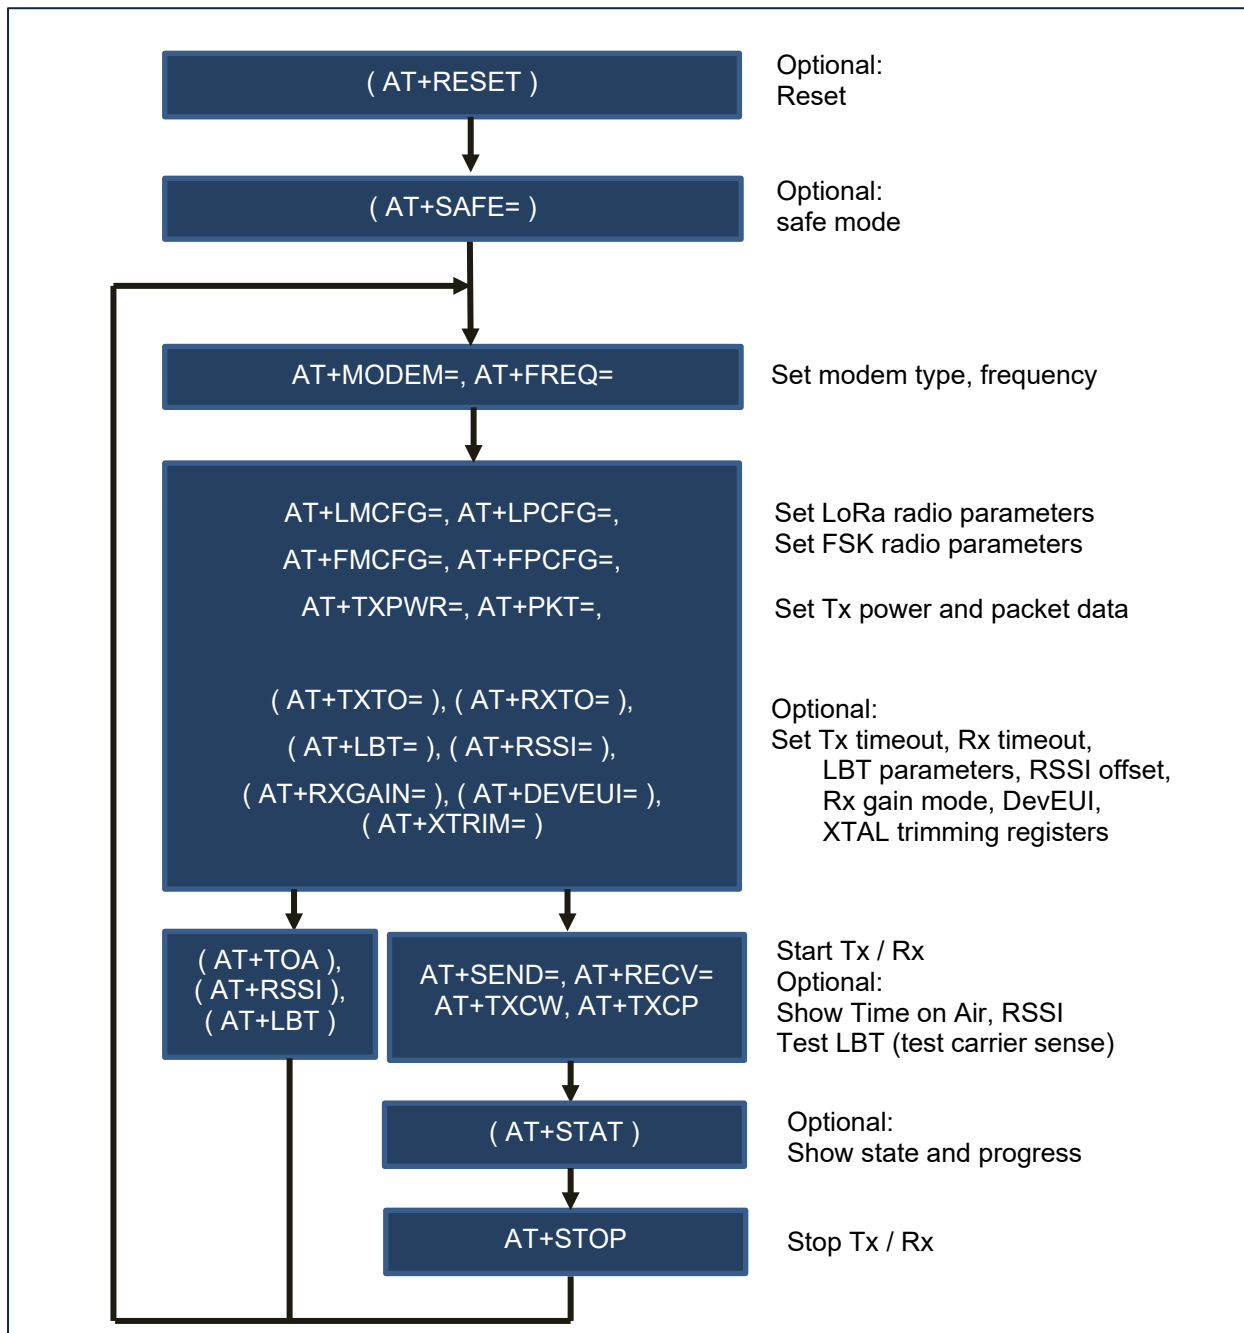 ( AT+RESET )
Optional:
Reset
( AT+SAFE= )
Optional:
safe mode
AT+MODEM=, AT+FREQ=
Set modem type, frequency
AT+LMCFG=, AT+LPCFG=,
AT+FMCFG=, AT+FPCFG=,
AT+TXPWR=, AT+PKT=,
( AT+TXTO= ), ( AT+RXTO= ),
( AT+LBT= ), ( AT+RSSI= ),
( AT+RXGAIN= ), ( AT+DEVEUI= ),
( AT+XTRIM= )
Set LoRa radio parameters
Set FSK radio parameters
Set Tx power and packet data
Optional:
Set Tx timeout, Rx timeout,
LBT parameters, RSSI offset,
Rx gain mode, DevEUI,
XTAL trimming registers
( AT+TOA ),
( AT+RSSI ),
( AT+LBT )
AT+SEND=, AT+RECV=
AT+TXCW, AT+TXCP
Start Tx / Rx
Optional:
Show Time on Air, RSSI
Test LBT (test carrier sense)
( AT+STAT )
Optional:
Show state and progress
AT+STOP
Stop Tx / Rx